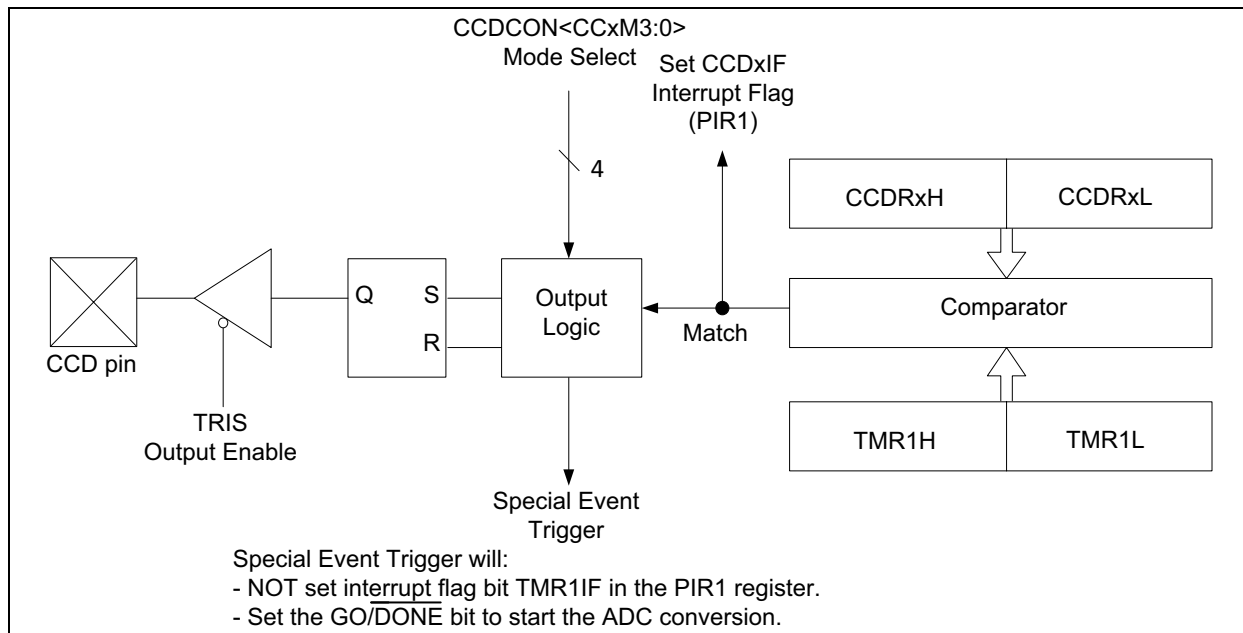 CCDCON<CCxM3:0>
Mode Select
Set CCDxIF
Interrupt Flag
(PIR1)
4
CCDRxH
CCDRxL
Q
S
R
Output
Logic
Match
Comparator
CCD pin
TRIS
Output Enable
TMR1H
TMR1L
Special Event
Trigger
Special Event Trigger will:
- NOT set interrupt flag bit TMR1IF in the PIR1 register.
- Set the GO/DONE bit to start the ADC conversion.